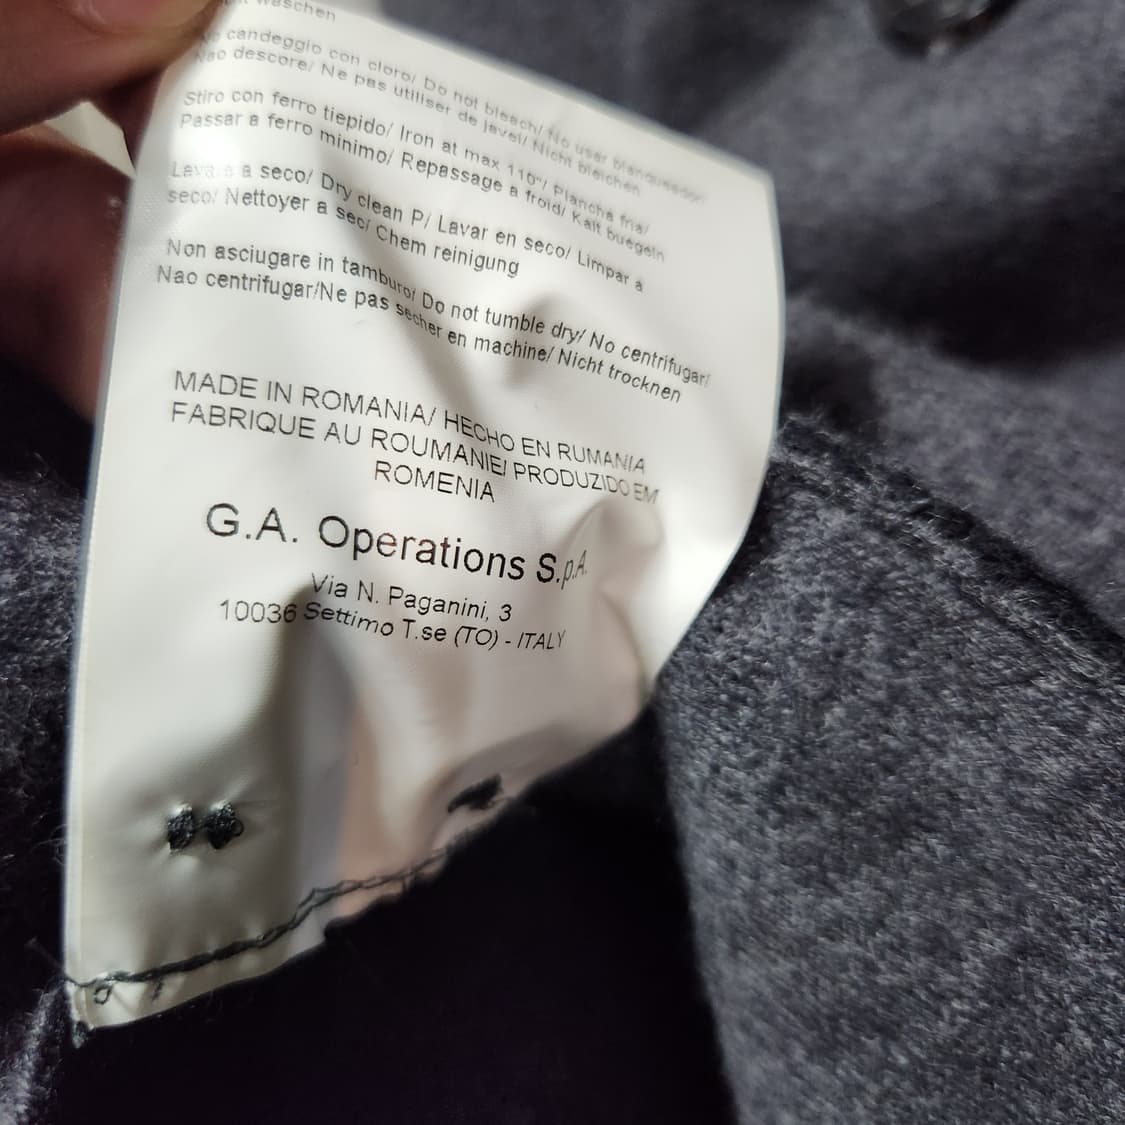 waschen
candeggio con cloro/ Do not bleach/ No usar blanqueador/
Nao descore/ Ne pas utiliser de javel/ Nicht bleichen
Stiro con ferro tiepido/ Iron at max 110°/ Plancha fria/
Passar a ferro minimo/ Repassage a froid/ Kalt buegeln
Lavare a seco/ Dry clean P/ Lavar en seco/ Limpar a
seco/ Nettoyer a sec/ Chem reinigung
Non asciugare in tamburo/ Do not tumble dry/ No centrifugar/
Nao centrifugar/Ne pas secher en machine/ Nicht trocknen
MADE IN ROMANIA/ HECHO EN RUMANIA
FABRIQUE AU ROUMANIE/ PRODUZIDO EM
ROMENIA
G.A. Operations S.p.A.
Via N. Paganini, 3
10036 Settimo T.se (TO) - ITALY